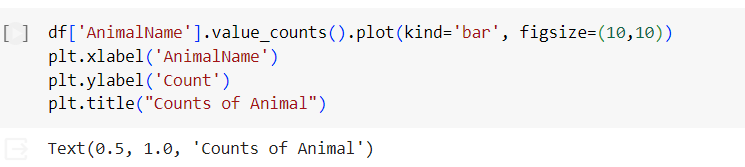 [ ] df['AnimalName'].value_counts().plot(kind='bar', figsize=(10,10))
plt.xlabel('AnimalName')
plt.ylabel('Count')
plt.title("Counts of Animal")
Text(0.5, 1.0, 'Counts of Animal')